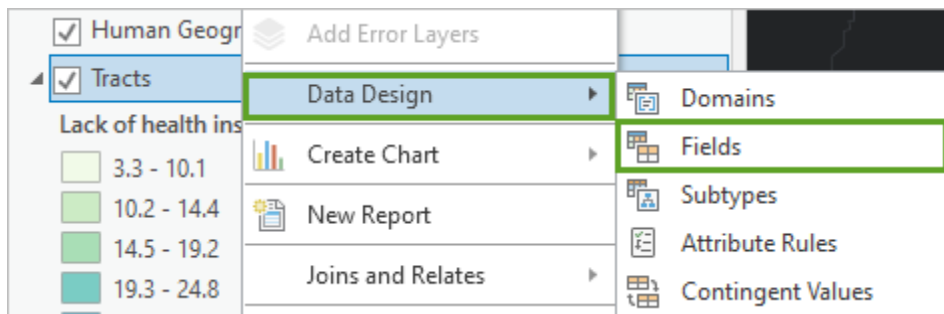 Human Geogr
Tracts
Lack of health ins
3.3 - 10.1
10.2 - 14.4
14.5 - 19.2
19.3 - 24.8
Add Error Layers
Data Design
Create Chart
New Report
Joins and Relates
Domains
Fields
Subtypes
Attribute Rules
Contingent Values